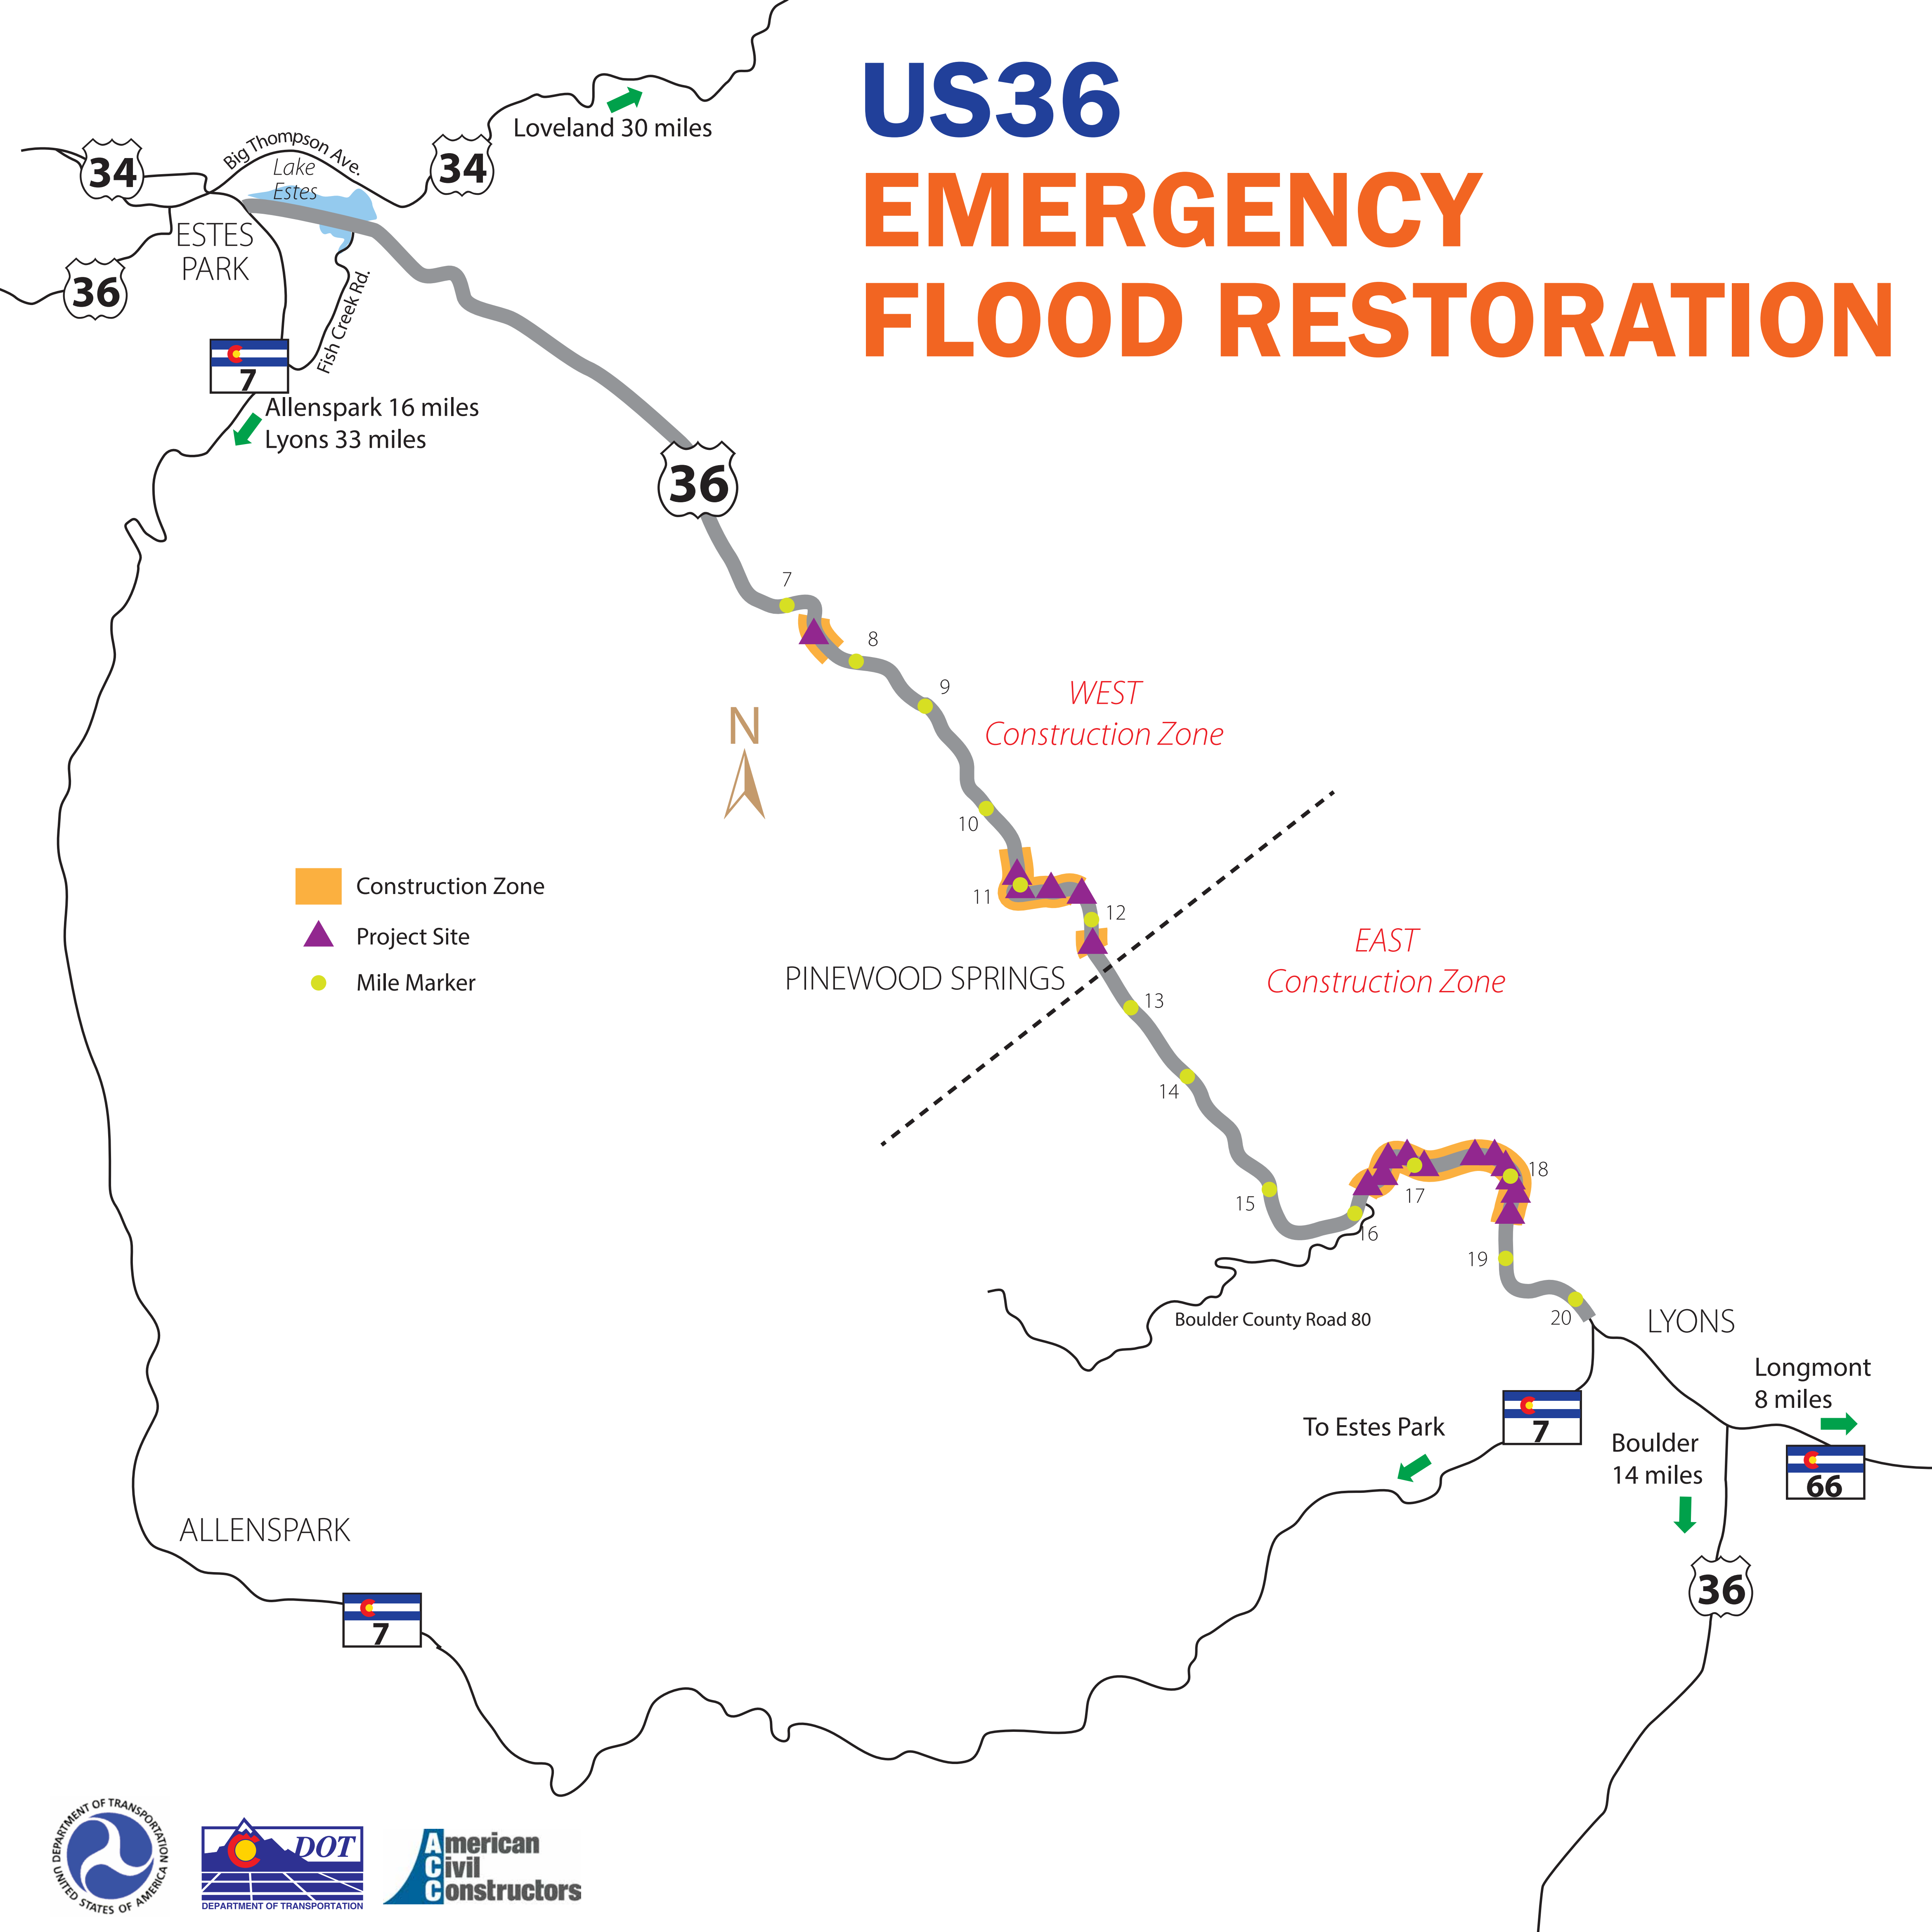 US36
EMERGENCY
FLOOD RESTORATION
Loveland 30 miles
34
Big Thompson Ave.
Lake
Estes
34
ESTES
PARK
36
Fish Creek Rd.
7
Allenspark 16 miles
Lyons 33 miles
36
7
8
9
WEST
Construction Zone
N
10
11
12
Construction Zone
Project Site
Mile Marker
EAST
Construction Zone
PINEWOOD SPRINGS
13
14
15
16
17
18
19
20
Boulder County Road 80
LYONS
Longmont
8 miles
7
To Estes Park
Boulder
14 miles
66
36
ALLENSPARK
7
DEPARTMENT OF TRANSPORTATION
UNITED STATES OF AMERICA
DOT
DEPARTMENT OF TRANSPORTATION
American
Civil
Constructors